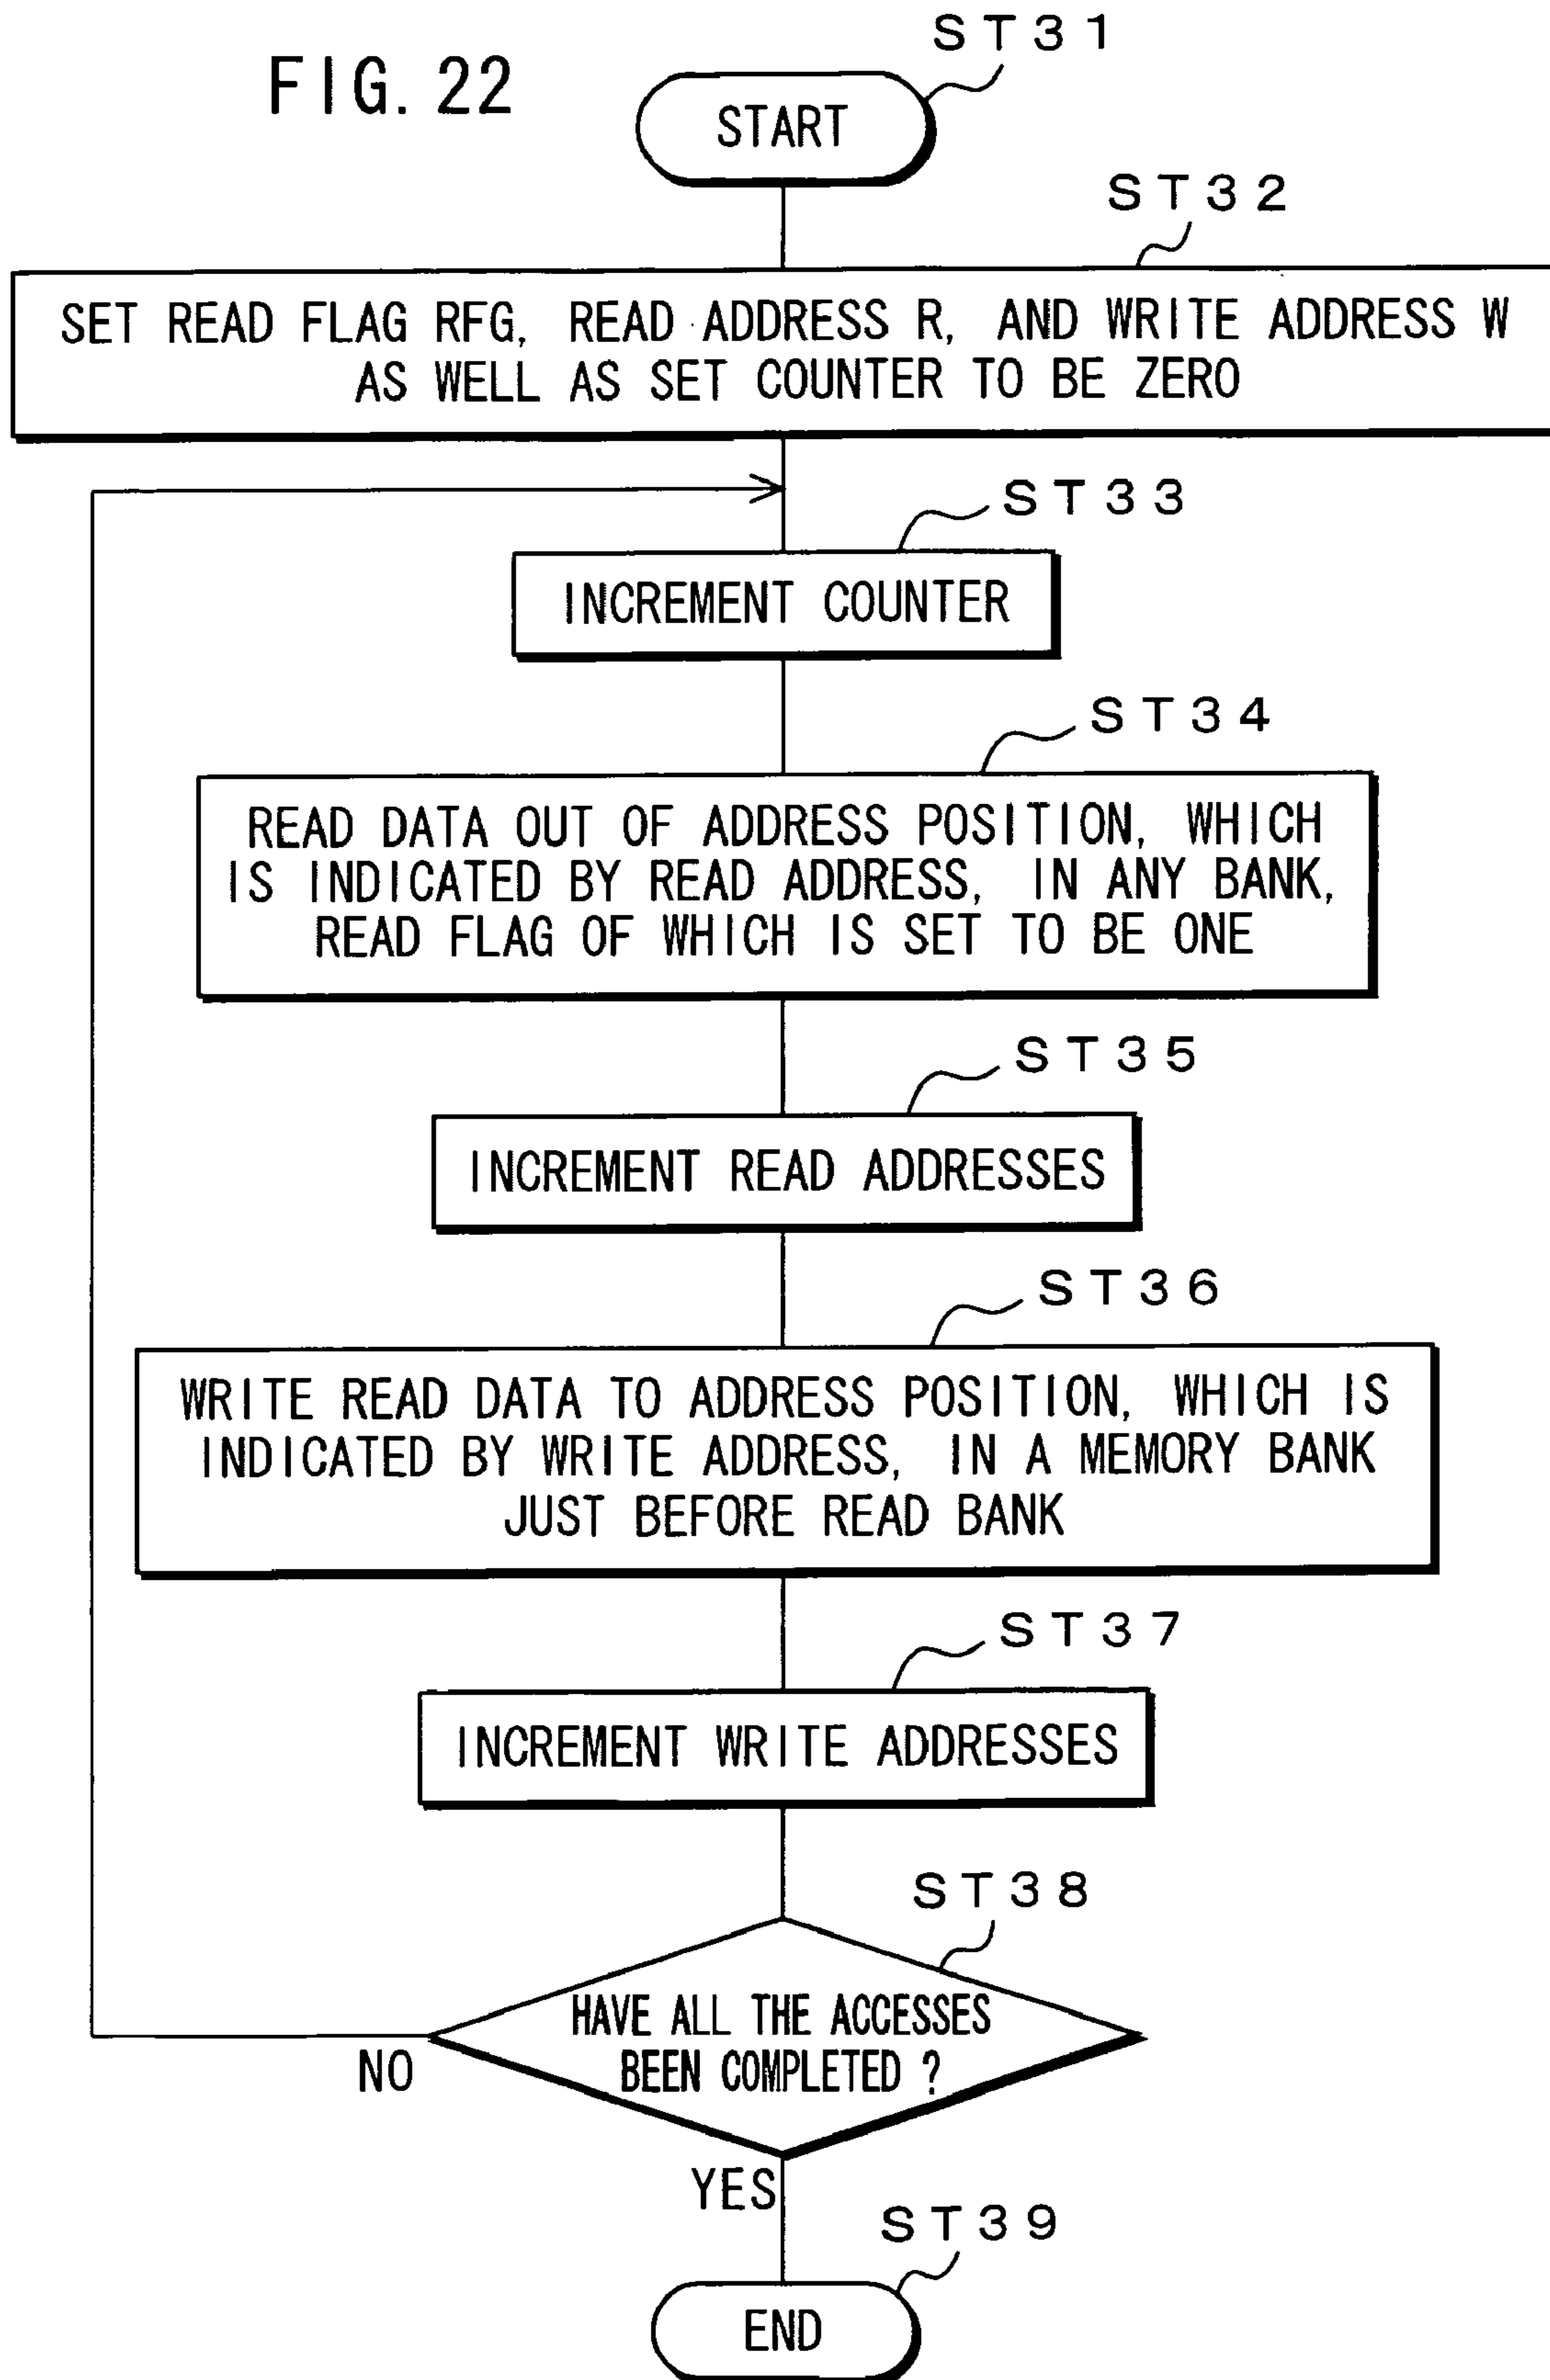 FIG. 22
ST31
START
ST32
SET READ FLAG RFG, READ ADDRESS R, AND WRITE ADDRESS W
AS WELL AS SET COUNTER TO BE ZERO
ST33
INCREMENT COUNTER
ST34
READ DATA OUT OF ADDRESS POSITION, WHICH
IS INDICATED BY READ ADDRESS, IN ANY BANK,
READ FLAG OF WHICH IS SET TO BE ONE
ST35
INCREMENT READ ADDRESSES
ST36
WRITE READ DATA TO ADDRESS POSITION, WHICH IS
INDICATED BY WRITE ADDRESS, IN A MEMORY BANK
JUST BEFORE READ BANK
ST37
INCREMENT WRITE ADDRESSES
ST38
HAVE ALL THE ACCESSES
BEEN COMPLETED ?
NO
YES
ST39
END